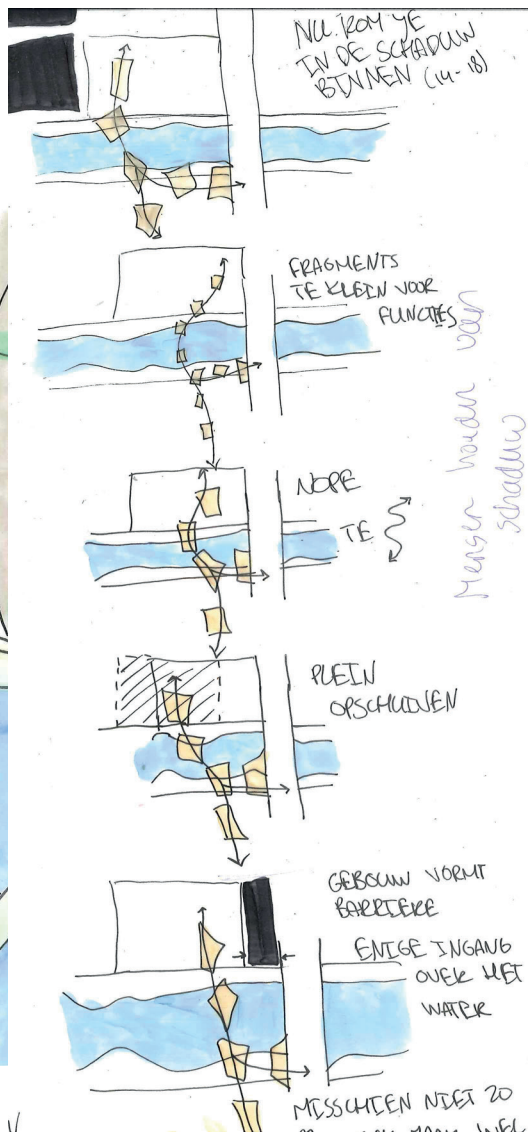 NU KOM JE
IN DE SCHADUW
BINNEN (14-18)
FRAGMENTS
TE KLEIN VOOR
FUNCTIES
Mensen houden van
schaduw
NOPE
TE
PLEIN
OPSCHUIVEN
GEBOUW VORMT
BARRIERE
ENIGE INGANG
OVER HET
WATER
MISSCHIEN NIET ZO